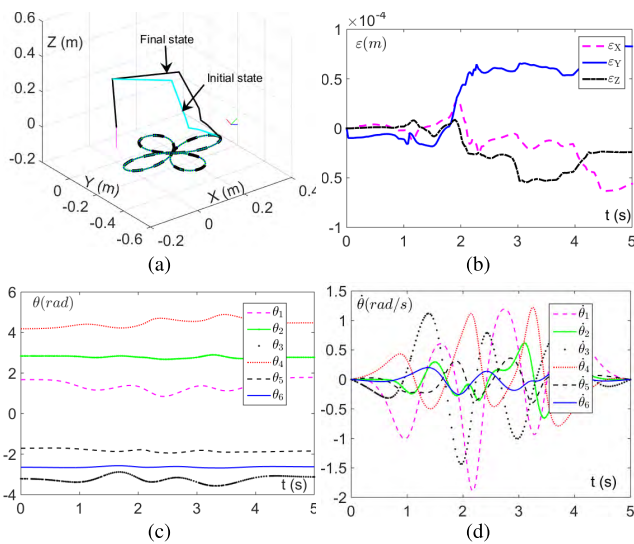 0.6
Z (m)
0.4
0.2
0
-0.2
Final state
Initial state
0
Y (m)
-0.2
-0.4
-0.6
-0.2
0
X (m)
0.2
0.4
(a)
×10⁻⁴
1
ε(m)
0.5
0
-0.5
-1
ε_X
ε_Y
ε_Z
t (s)
0 1 2 3 4 5
(b)
6
θ(rad)
4
2
0
-2
-4
θ₁
θ₂
θ₃
θ₄
θ₅
θ₆
t (s)
0 1 2 3 4 5
(c)
1.5
θ̇(rad/s)
1
0.5
0
-0.5
-1
-1.5
-2
θ̇₁
θ̇₂
θ̇₃
θ̇₄
θ̇₅
θ̇₆
t (s)
0 1 2 3 4 5
(d)